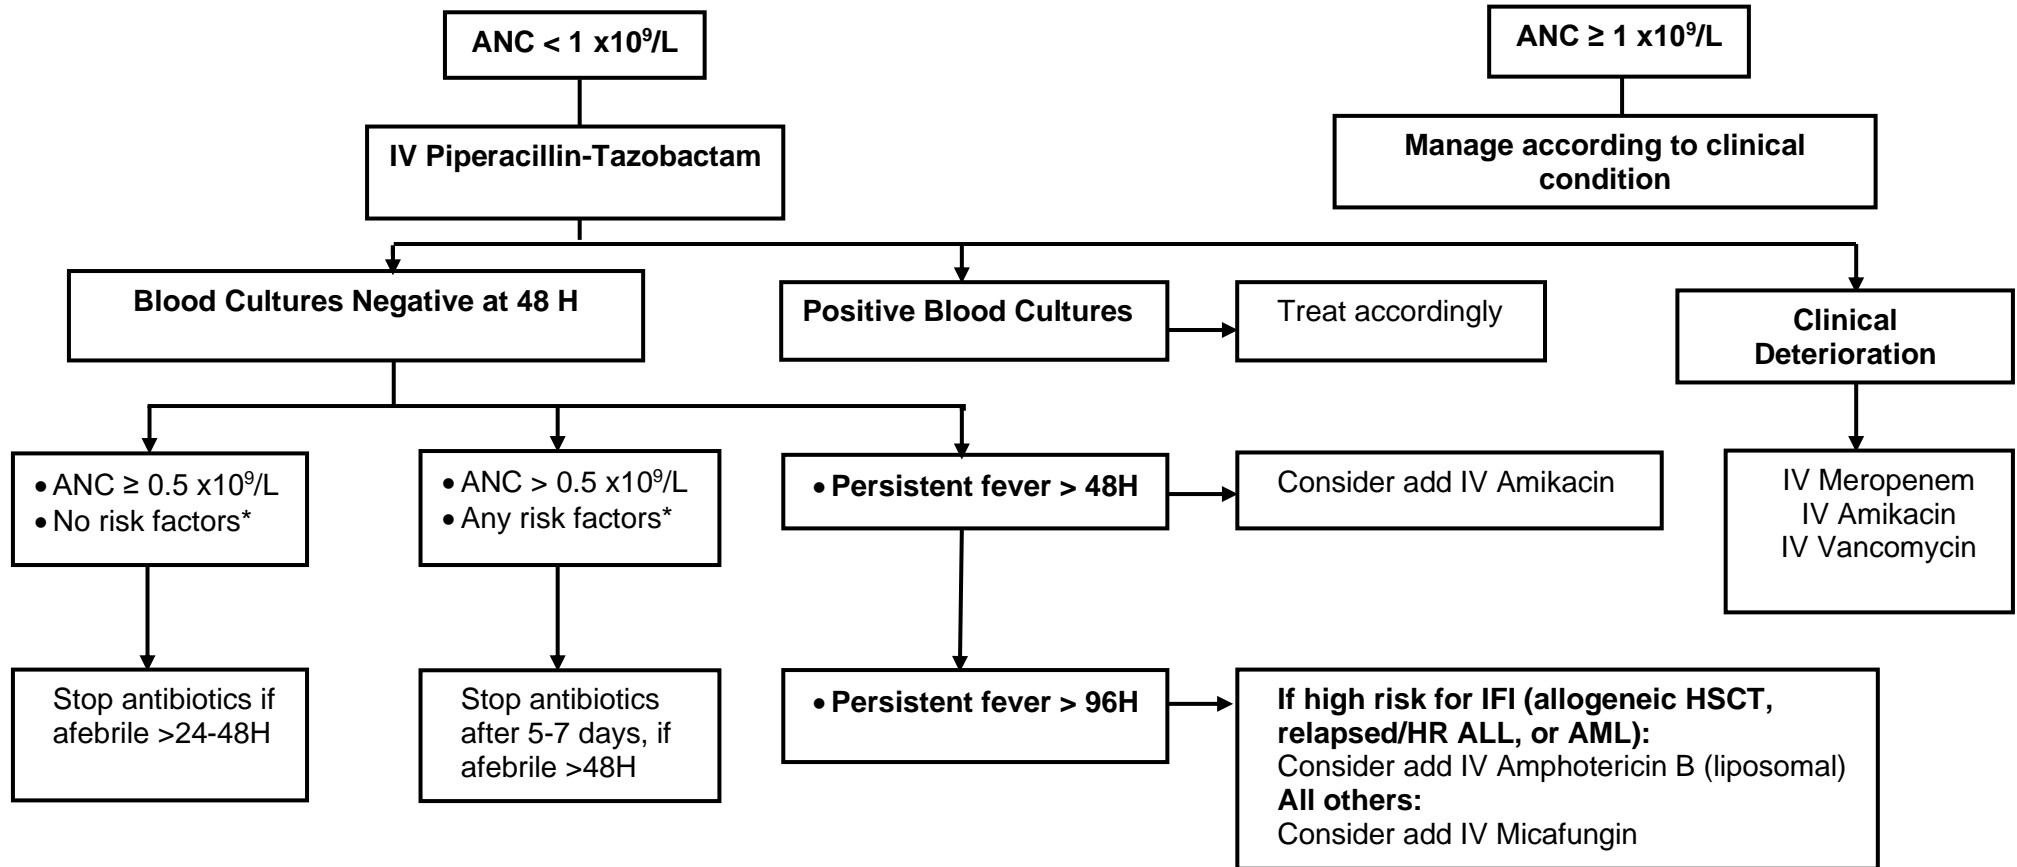 ANC < 1 x10⁹/L
ANC ≥ 1 x10⁹/L
IV Piperacillin-Tazobactam
Manage according to clinical
condition
Blood Cultures Negative at 48 H
Positive Blood Cultures
Treat accordingly
Clinical
Deterioration
• ANC ≥ 0.5 x10⁹/L
• No risk factors*
• ANC > 0.5 x10⁹/L
• Any risk factors*
• Persistent fever > 48H
Consider add IV Amikacin
IV Meropenem
IV Amikacin
IV Vancomycin
Stop antibiotics if
afebrile >24-48H
Stop antibiotics
after 5-7 days, if
afebrile >48H
• Persistent fever > 96H
If high risk for IFI (allogeneic HSCT,
relapsed/HR ALL, or AML):
Consider add IV Amphotericin B (liposomal)
All others:
Consider add IV Micafungin